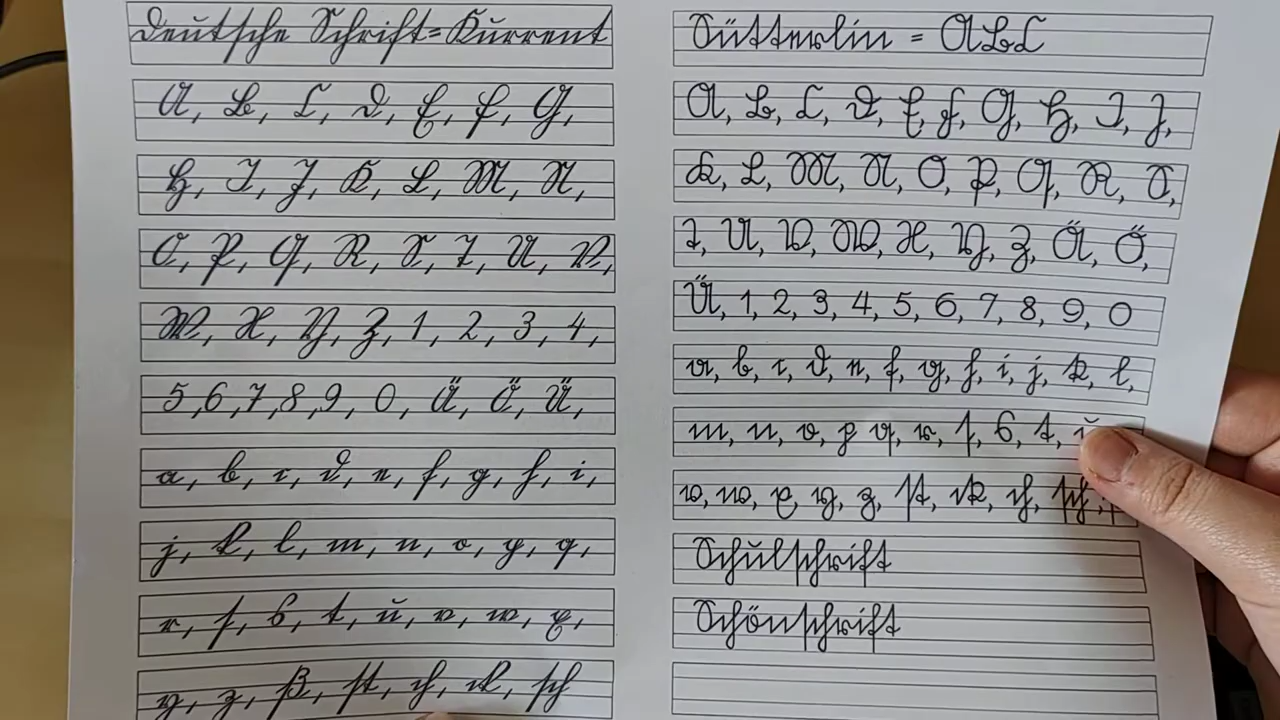 Deutsche Schrift=Kurrent
A, B, C, D, E, F, G,
H, I, J, K, L, M, N,
O, P, Q, R, S, T, U, V,
W, X, Y, Z, 1, 2, 3, 4,
5, 6, 7, 8, 9, 0, Ä, Ö, Ü,
a, b, c, d, e, f, g, h, i,
j, k, l, m, n, o, p, q,
r, ſ, s, t, u, v, w, x,
y, z, ß, ſt, ch, ck, ſch
Sütterlin = ABC
A, B, C, D, E, F, G, H, I, J,
K, L, M, N, O, P, Q, R, S,
T, U, V, W, X, Y, Z, Ä, Ö,
Ü, 1, 2, 3, 4, 5, 6, 7, 8, 9, 0
a, b, c, d, e, f, g, h, i, j, k, l,
m, n, o, p q, r, ſ, s, t, u
v, w, x, y, z, ſt, ck, ch, ſch,
Schulſchrift
Schönſchrift